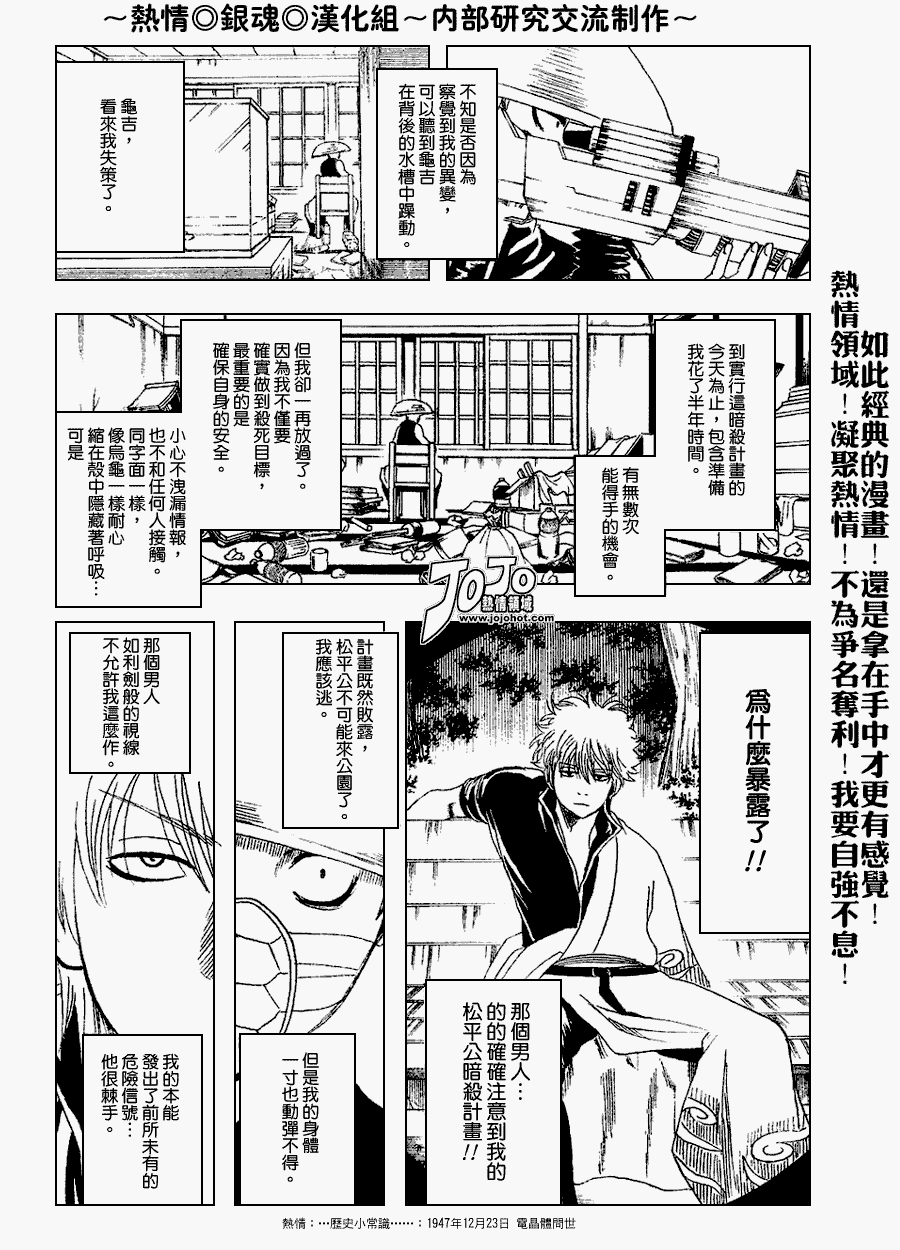 ～熱情◎銀魂◎漢化組～内部研究交流制作～
不知是否因為
察覺到我的異變，
可以聽到龜吉
在背後的水槽中躁動。
龜吉，
看來我失策了。
到實行這暗殺計畫的
今天為止，包含準備
我花了半年時間。
有無數次
能得手的機會。
但我卻一再放過了。
因為我不僅要
確實做到殺死目標，
最重要的是
確保自身的安全。
小心不洩漏情報，
也不和任何人接觸。
同字面一樣，
像烏龜一樣耐心
縮在殼中隱藏著呼吸…
可是
JOJO
熱情領域
www.jojohot.com
為什麼暴露了!!
那個男人…
的的確確注意到我的
松平公暗殺計畫!!
計畫既然敗露，
松平公不可能來公園了。
我應該逃。
但是我的身體
一寸也動彈不得。
那個男人
如利劍般的視線
不允許我這麼作。
我的本能
發出了前所未有的
危險信號…
他很棘手。
如此經典的漫畫！還是拿在手中才更有感覺！
熱情領域！凝聚熱情！不為爭名奪利！我要自強不息！
熱情：…歷史小常識……：1947年12月23日 電晶體問世